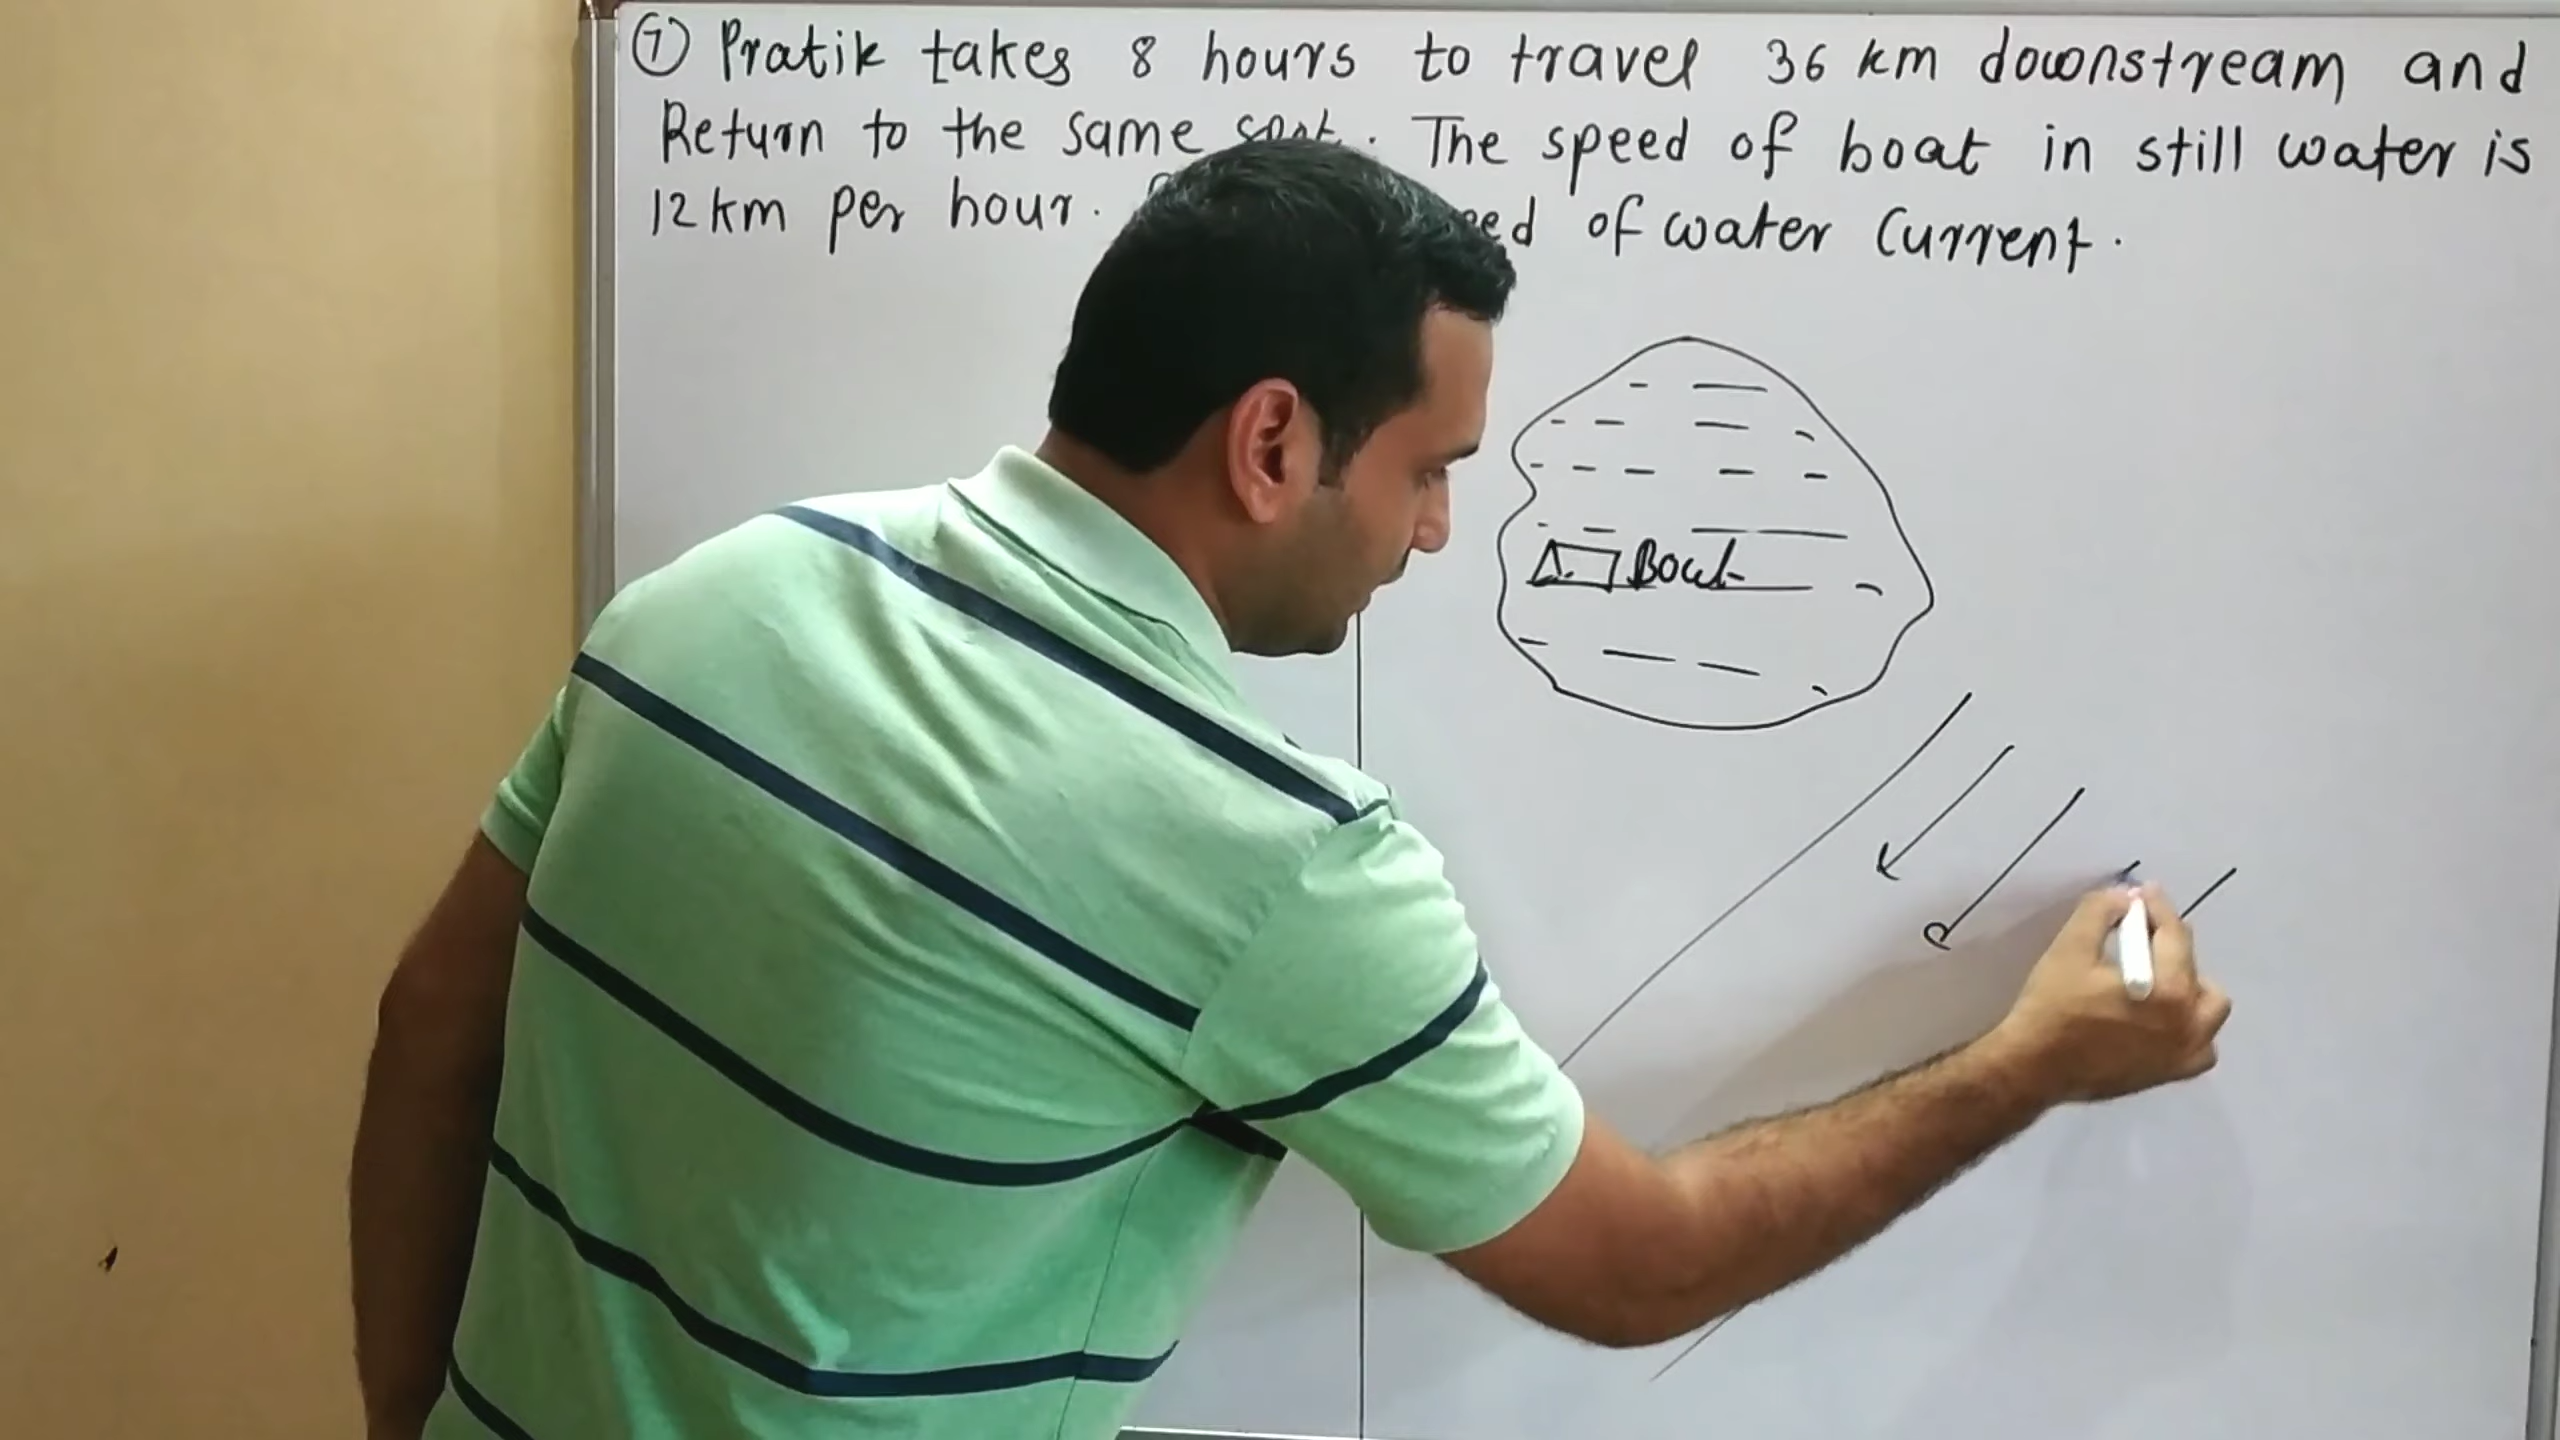 ⑦ Pratik takes 8 hours to travel 36 km downstream and
Return to the same spot. The speed of boat in still water is
12 km per hour. of water Current.
Boat